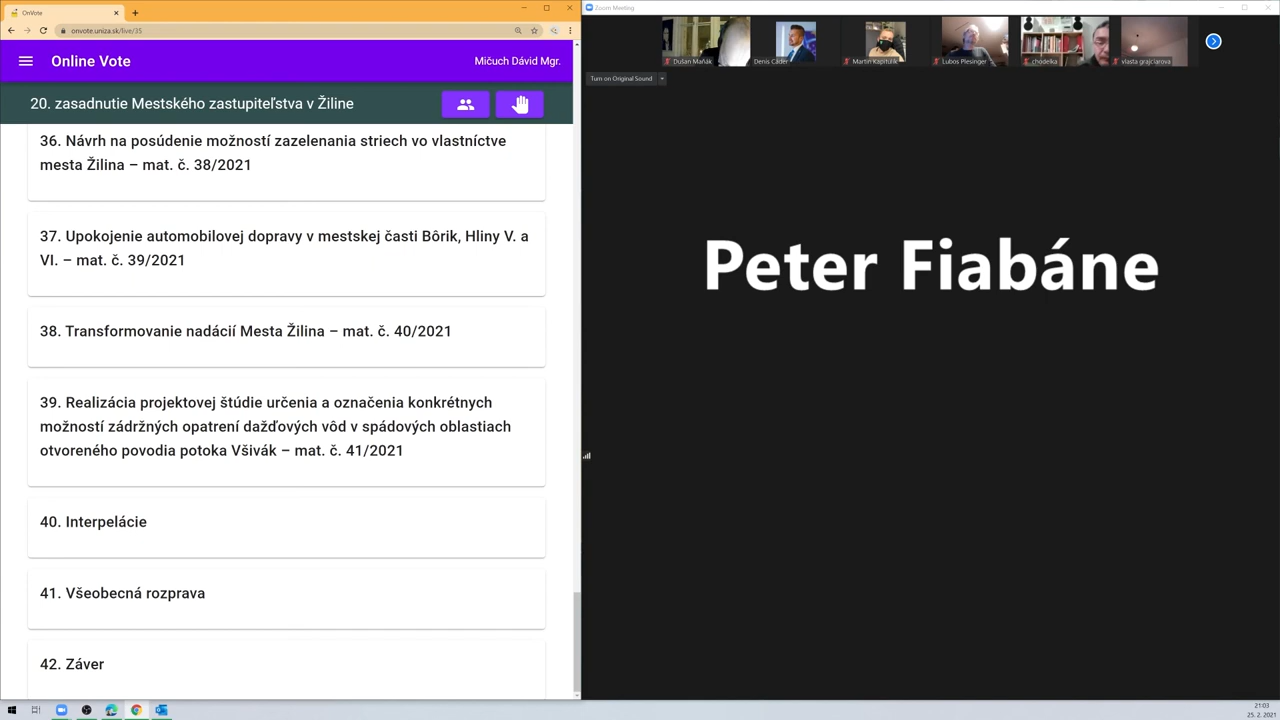 OnVote
onvote.uniza.sk/live/35
Online Vote
Mičuch Dávid Mgr.
20. zasadnutie Mestského zastupiteľstva v Žiline
36. Návrh na posúdenie možností zazelenania striech vo vlastníctve
mesta Žilina – mat. č. 38/2021
37. Upokojenie automobilovej dopravy v mestskej časti Bôrik, Hliny V. a
VI. – mat. č. 39/2021
38. Transformovanie nadácií Mesta Žilina – mat. č. 40/2021
39. Realizácia projektovej štúdie určenia a označenia konkrétnych
možností zádržných opatrení dažďových vôd v spádových oblastiach
otvoreného povodia potoka Všivák – mat. č. 41/2021
40. Interpelácie
41. Všeobecná rozprava
42. Záver
Zoom Meeting
Dušan Maňák
Denis Cáder
Martin Kapitulík
Lubos Plesinger
chodelka
vlasta grajciarova
Turn on Original Sound
Peter Fiabáne
21:03
25. 2. 2021